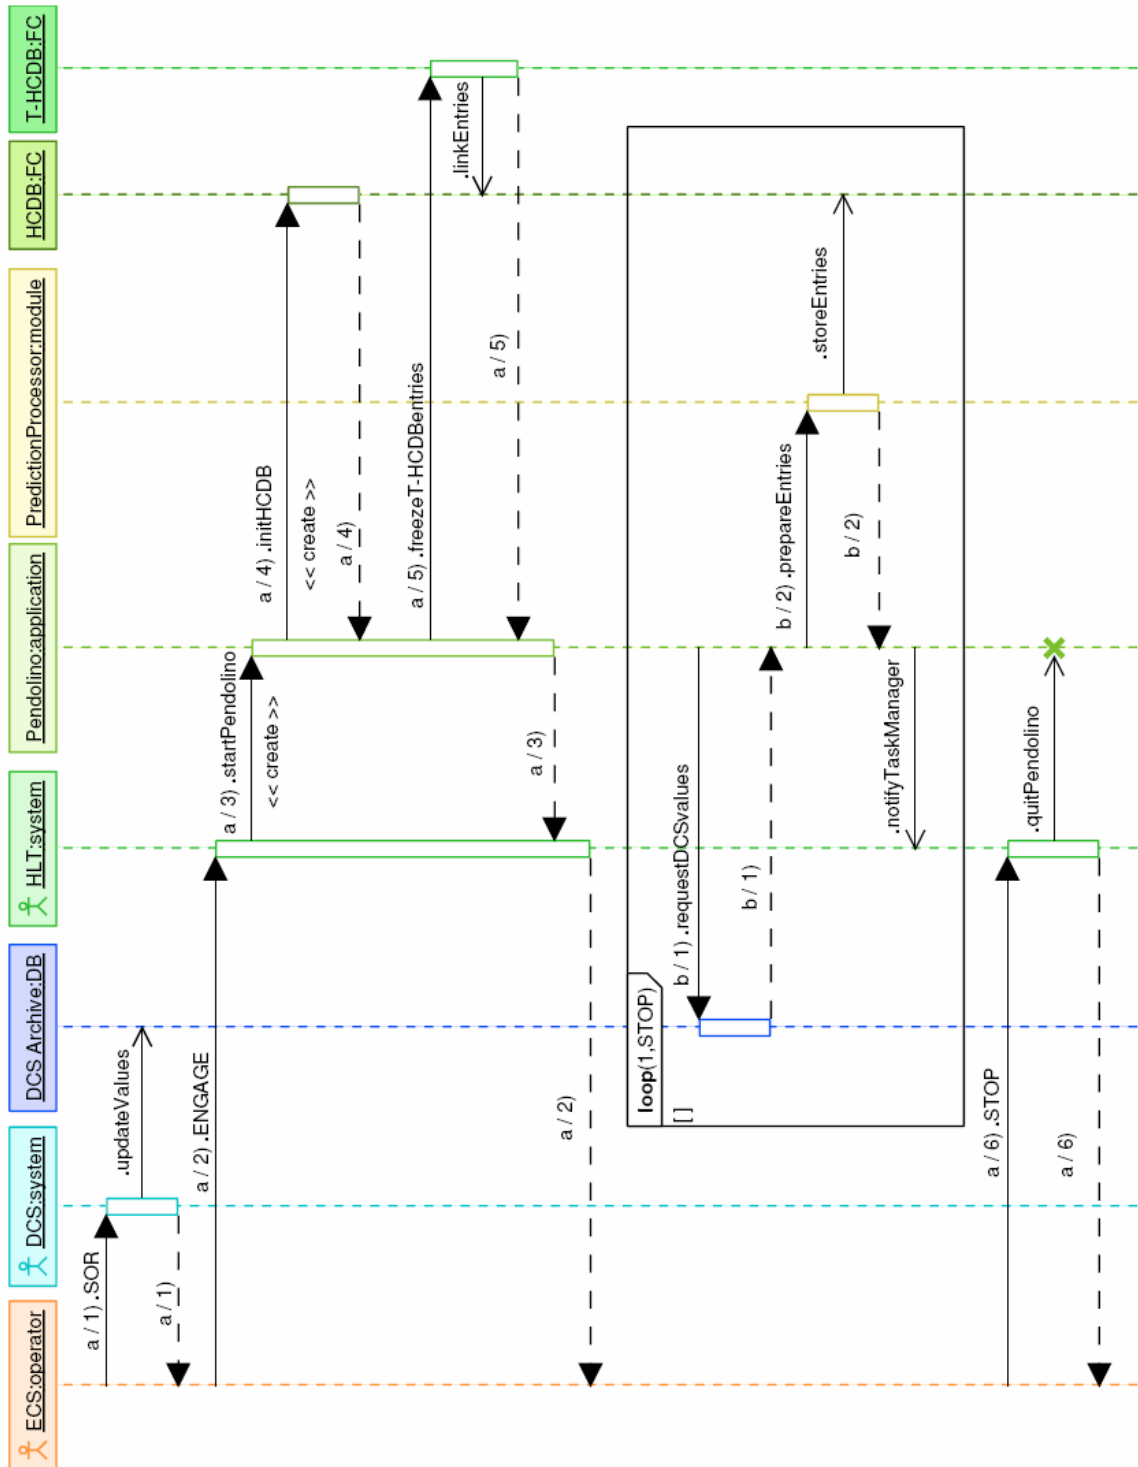 ECS:operator
DCS:system
DCS Archive:DB
HLT:system
Pendolino:application
PredictionProcessor:module
HCDB:FC
T-HCDB:FC
a / 1) .SOR
.updateValues
a / 1)
a / 2) .ENGAGE
a / 3) .startPendolino
<< create >>
a / 4) .initHCDB
<< create >>
a / 4)
a / 5) .freezeT-HCDBentries
.linkEntries
a / 5)
a / 3)
a / 2)
loop(1,STOP)
[ ]
b / 1) .requestDCSvalues
b / 1)
b / 2) .prepareEntries
.storeEntries
b / 2)
.notifyTaskManager
a / 6) .STOP
.quitPendolino
a / 6)